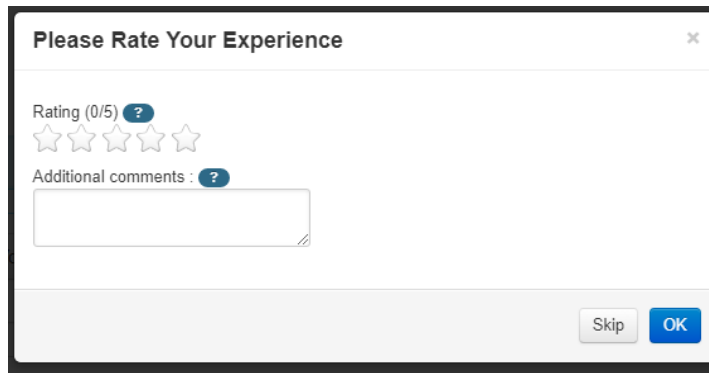 Please Rate Your Experience ×
Rating (0/5) ?
Additional comments : ?
Skip OK